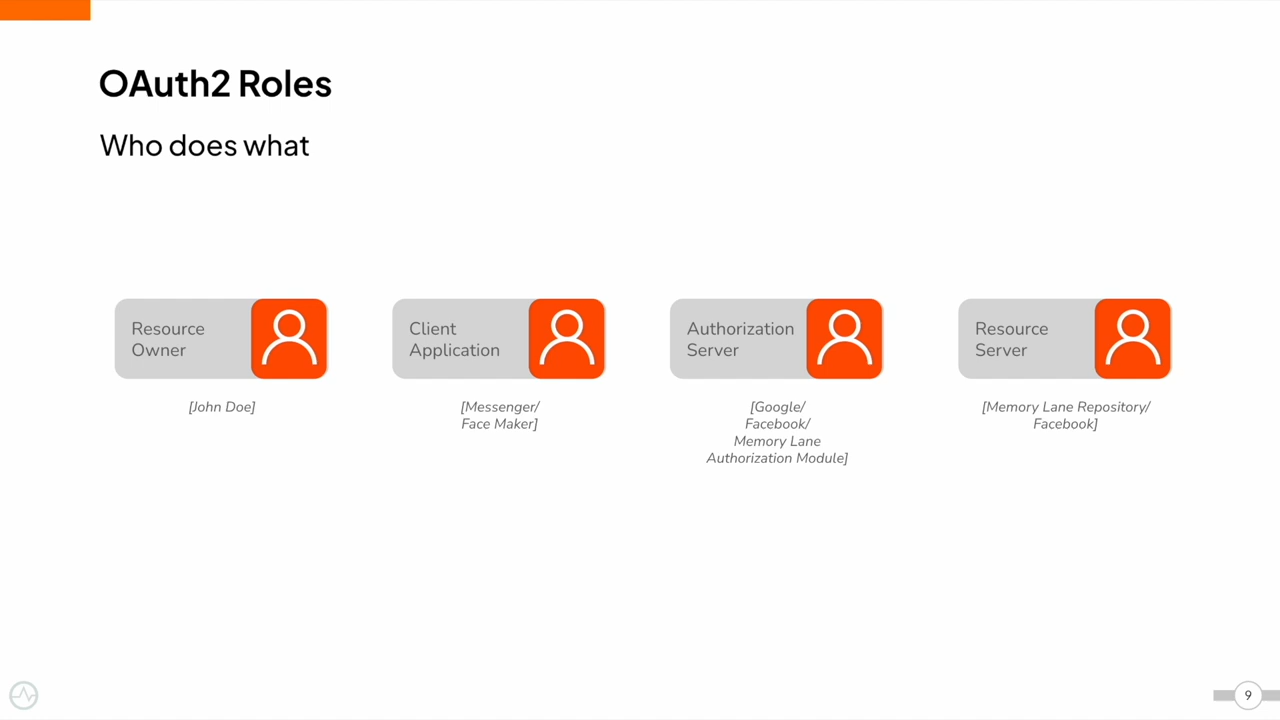 OAuth2 Roles
Who does what
Resource
Owner
[John Doe]
Client
Application
[Messenger/
Face Maker]
Authorization
Server
[Google/
Facebook/
Memory Lane
Authorization Module]
Resource
Server
[Memory Lane Repository/
Facebook]
9